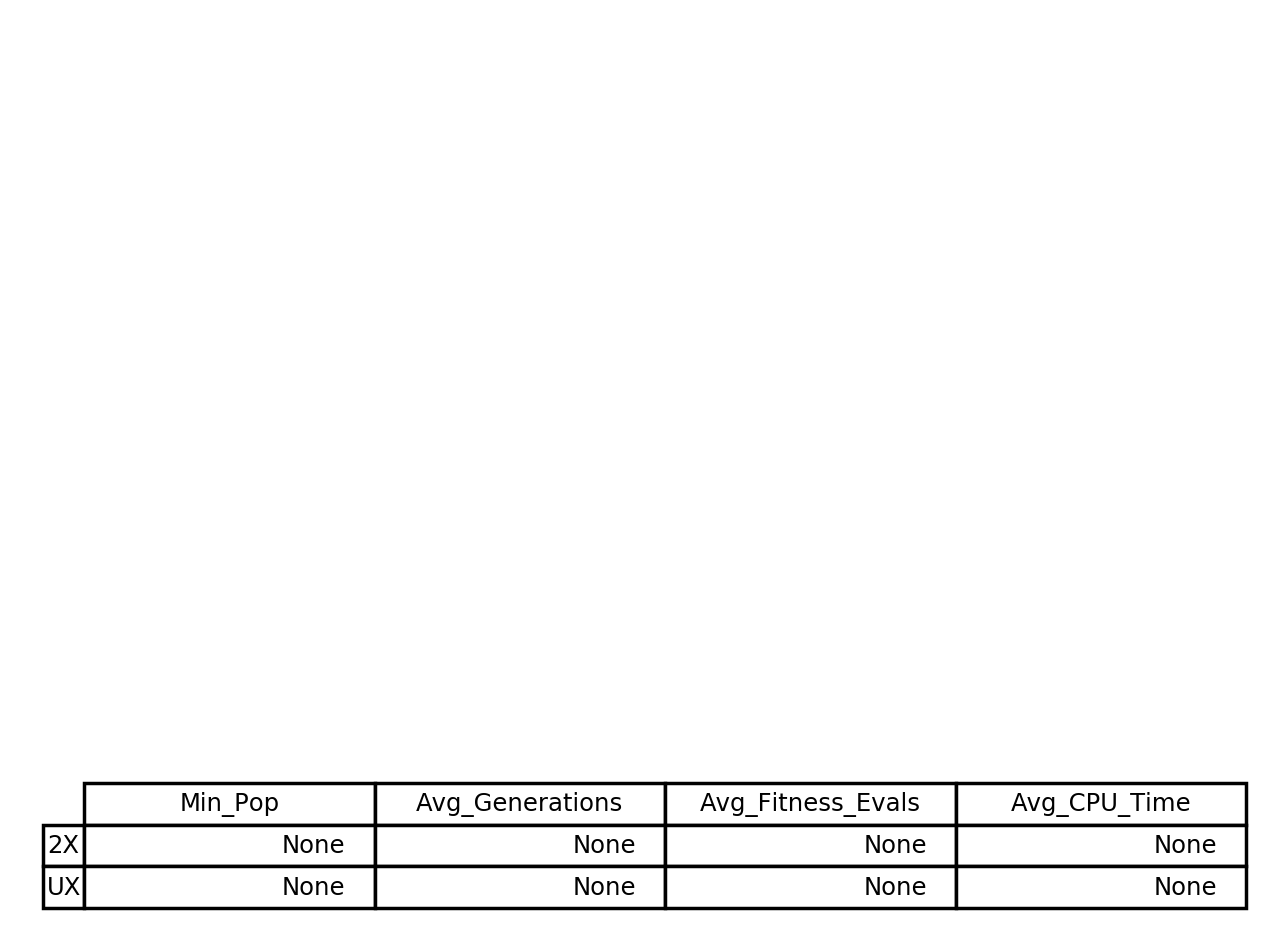 Min_Pop Avg_Generations Avg_Fitness_Evals Avg_CPU_Time
2X None None None None
UX None None None None